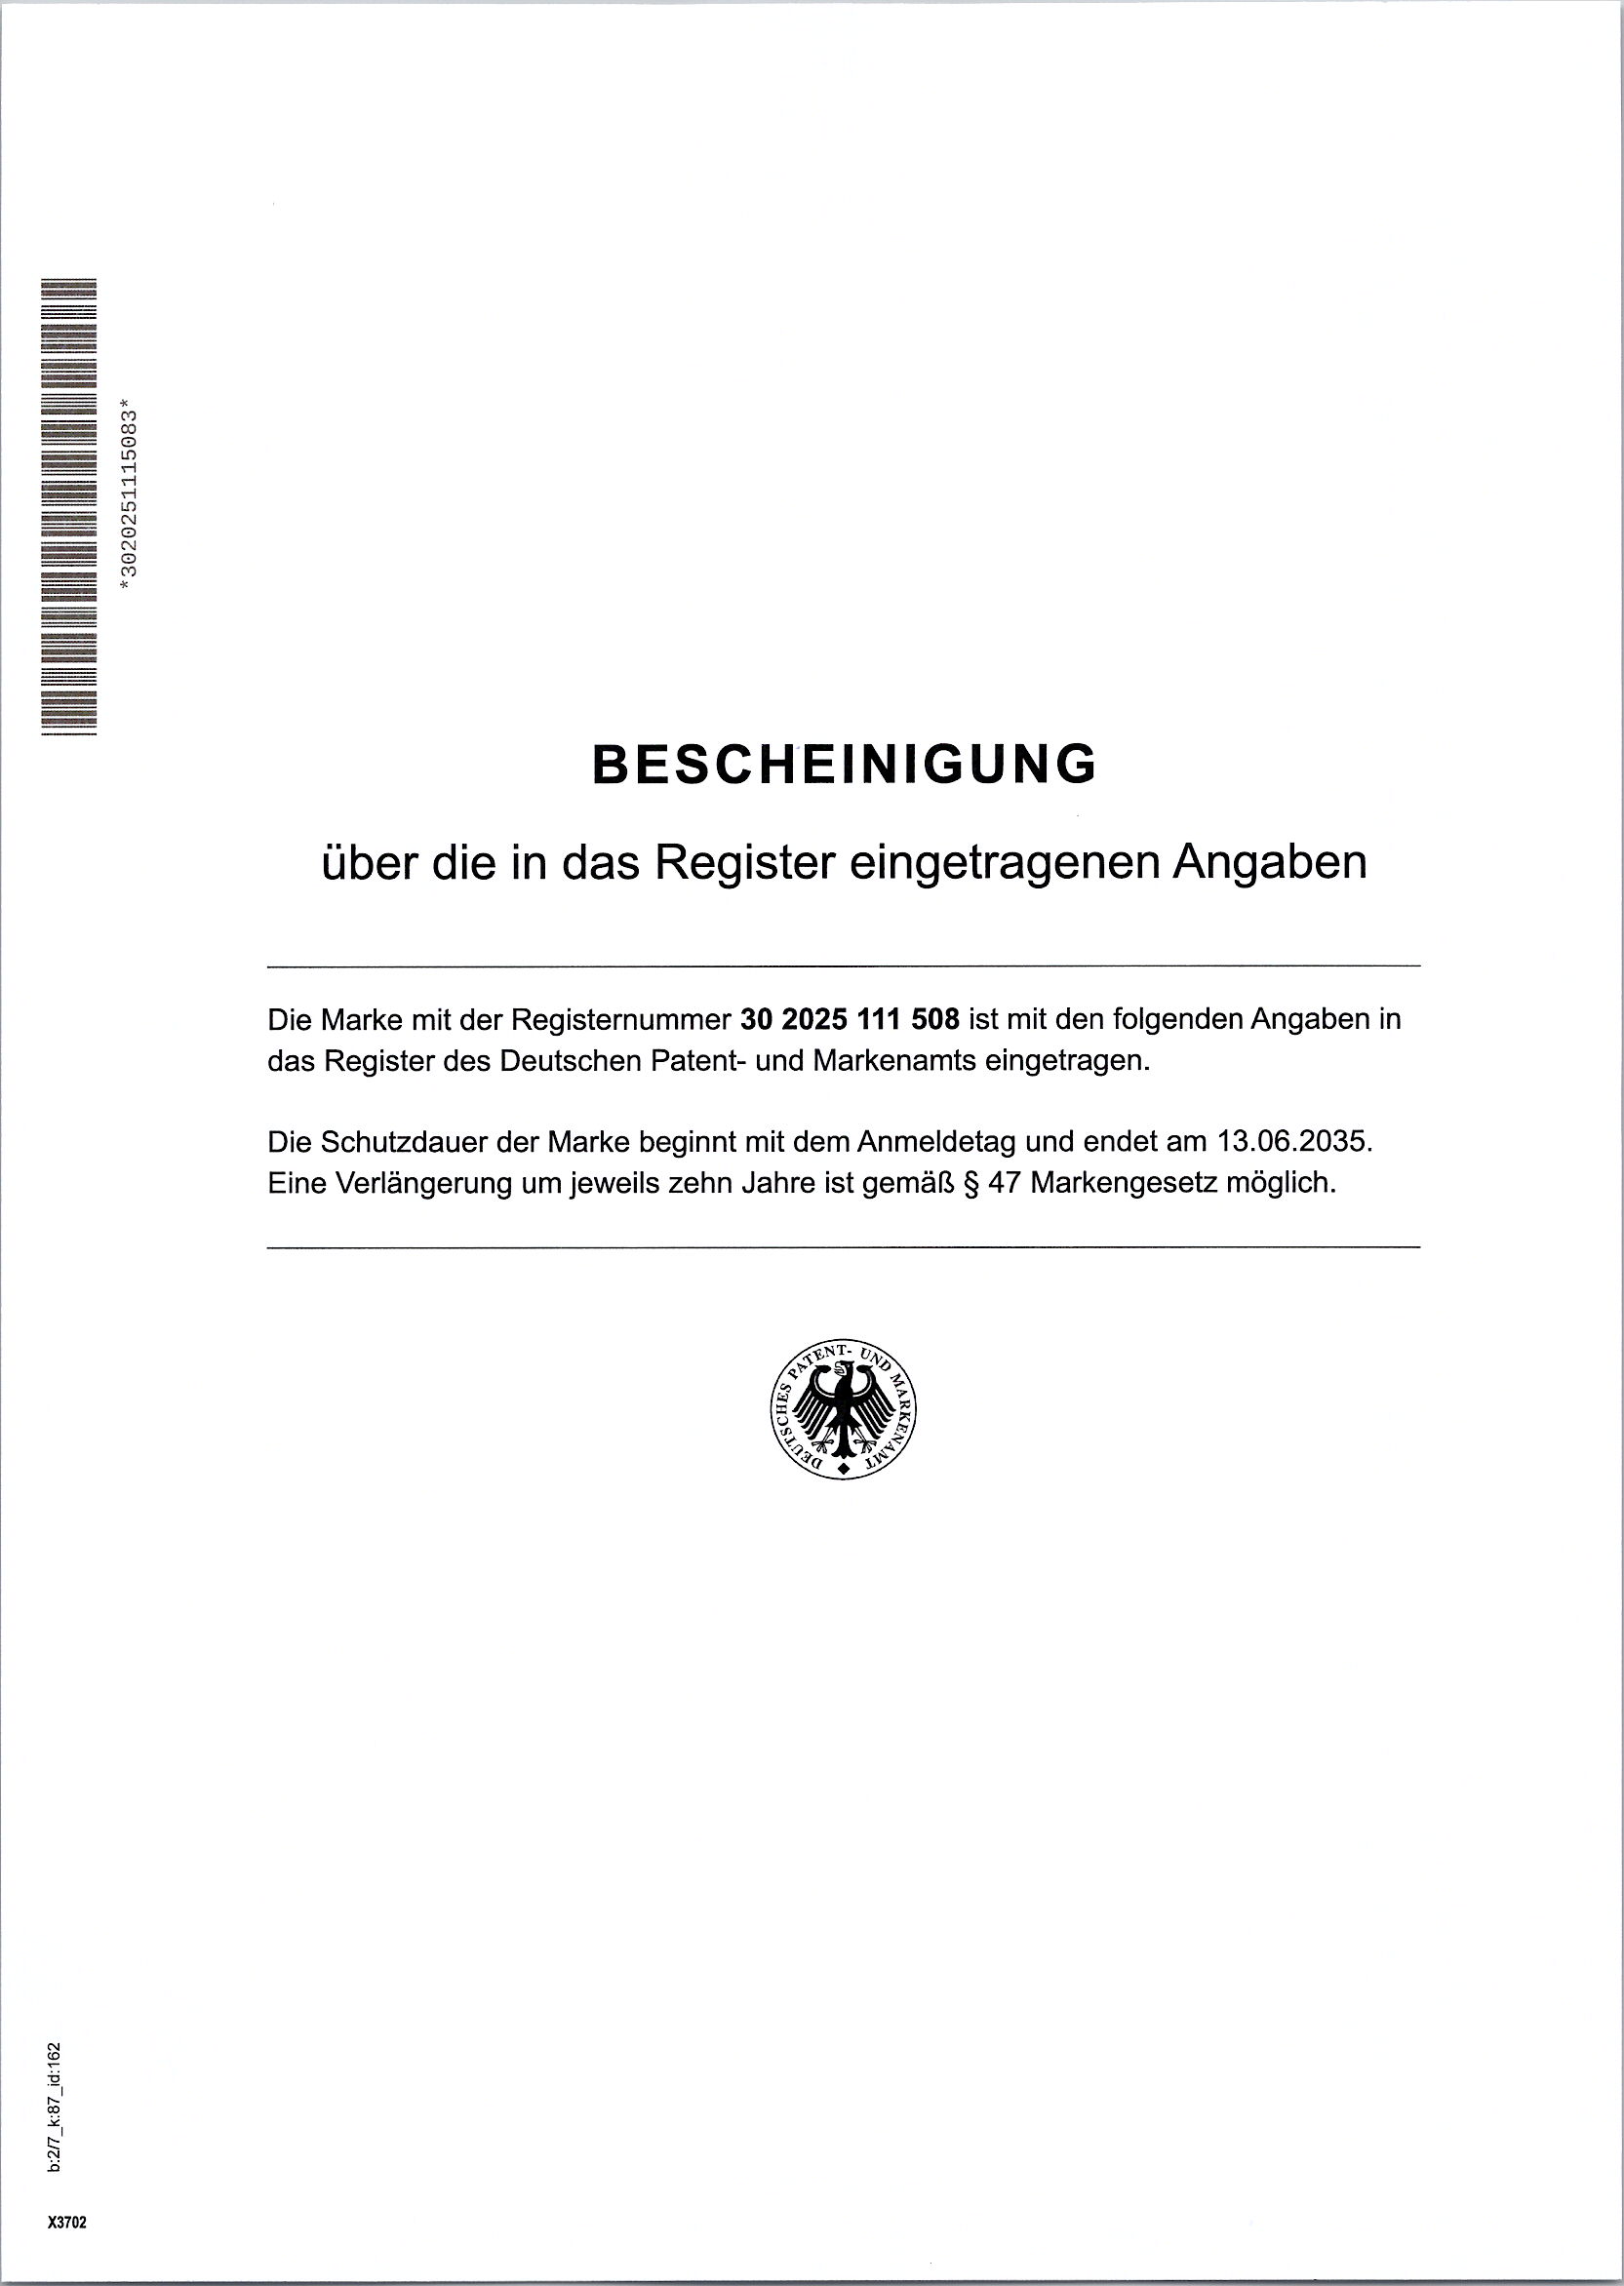 *3020251115083*
BESCHEINIGUNG
über die in das Register eingetragenen Angaben
Die Marke mit der Registernummer 30 2025 111 508 ist mit den folgenden Angaben in
das Register des Deutschen Patent- und Markenamts eingetragen.
Die Schutzdauer der Marke beginnt mit dem Anmeldetag und endet am 13.06.2035.
Eine Verlängerung um jeweils zehn Jahre ist gemäß § 47 Markengesetz möglich.
DEUTSCHES PATENT- UND MARKENAMT
b:2/7_k:87_id:162
X3702